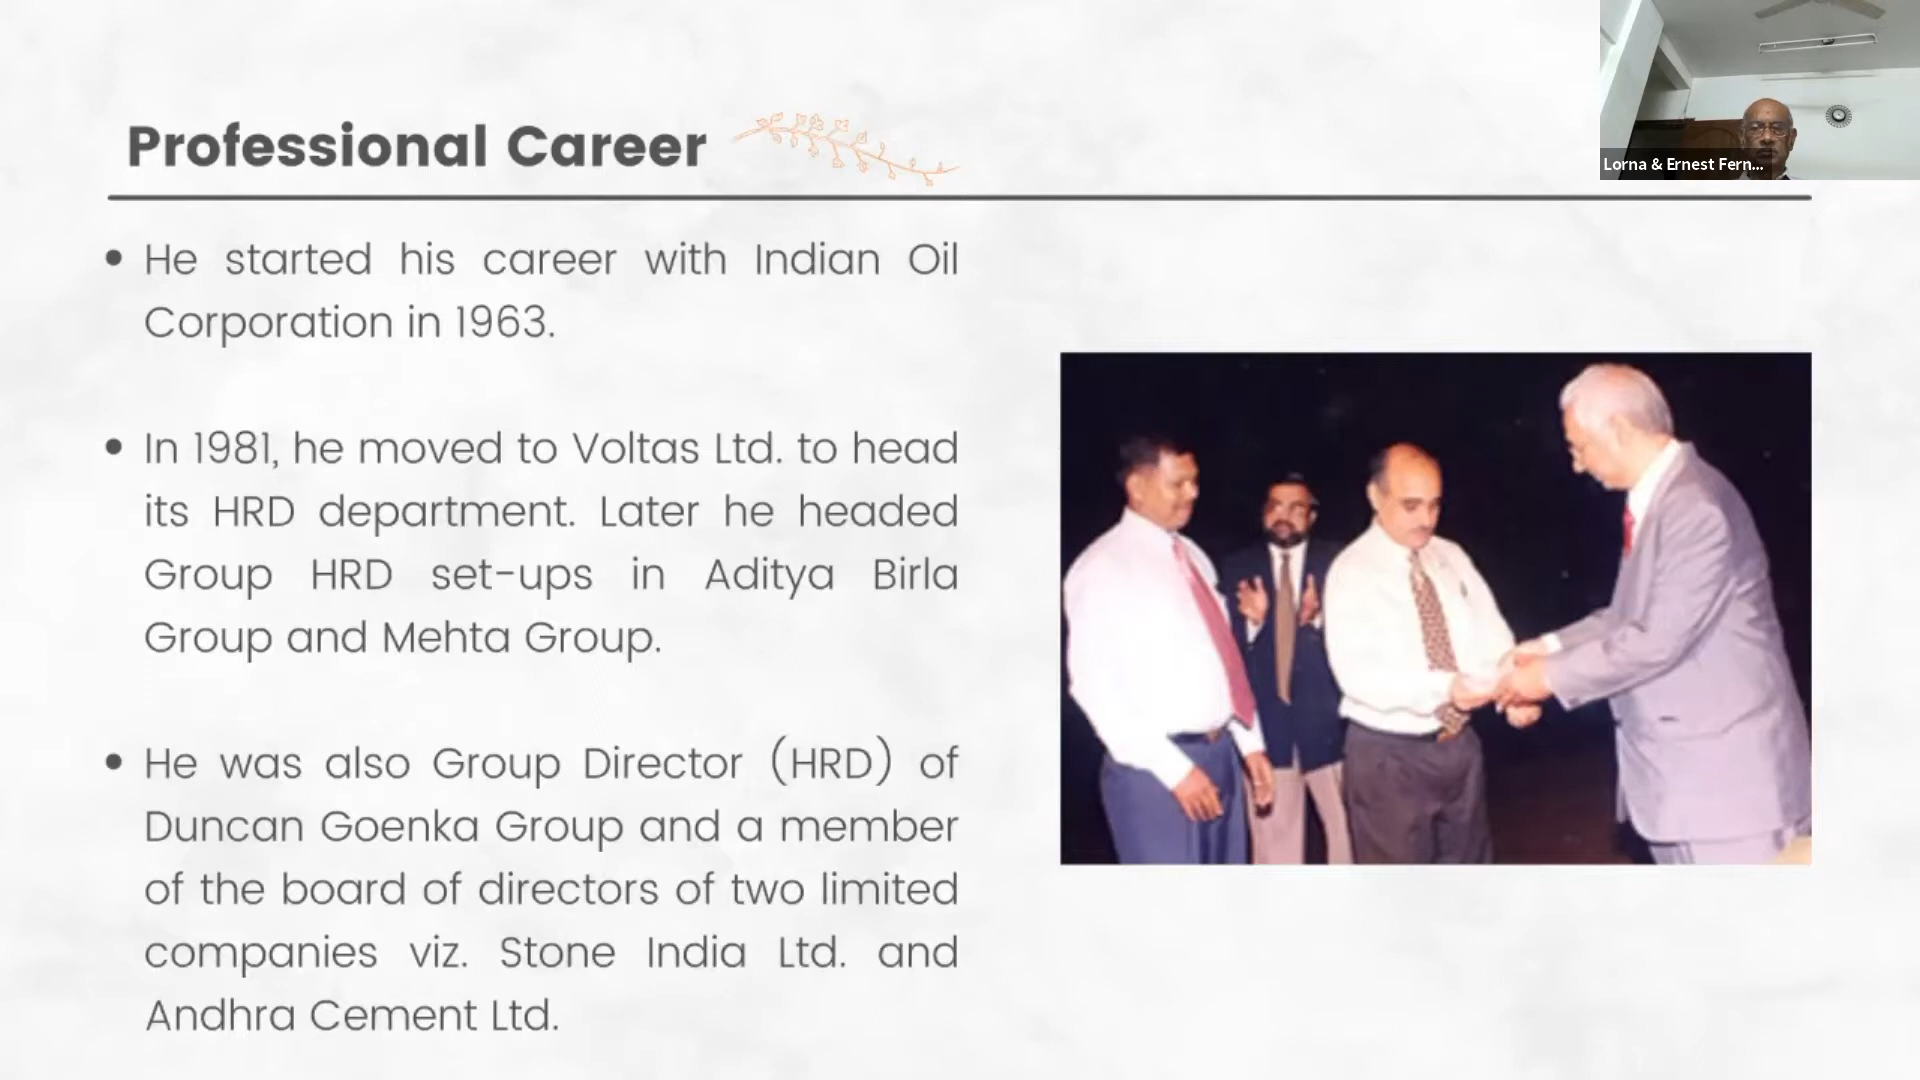 Professional Career
Lorna & Ernest Fern...
• He started his career with Indian Oil
Corporation in 1963.
• In 1981, he moved to Voltas Ltd. to head
its HRD department. Later he headed
Group HRD set-ups in Aditya Birla
Group and Mehta Group.
• He was also Group Director (HRD) of
Duncan Goenka Group and a member
of the board of directors of two limited
companies viz. Stone India Ltd. and
Andhra Cement Ltd.